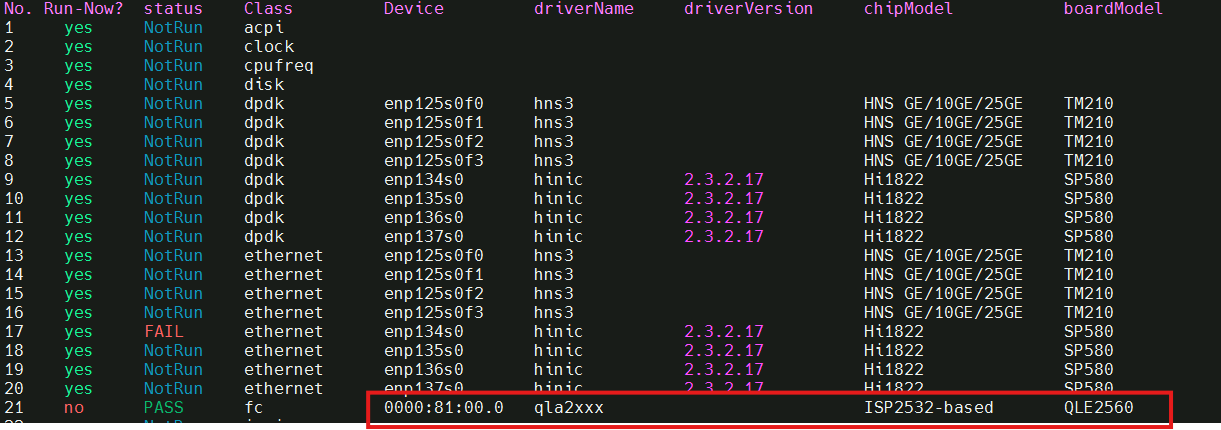 No. Run-Now? status Class Device driverName driverVersion chipModel boardModel
1 yes NotRun acpi
2 yes NotRun clock
3 yes NotRun cpufreq
4 yes NotRun disk
5 yes NotRun dpdk enp125s0f0 hns3 HNS GE/10GE/25GE TM210
6 yes NotRun dpdk enp125s0f1 hns3 HNS GE/10GE/25GE TM210
7 yes NotRun dpdk enp125s0f2 hns3 HNS GE/10GE/25GE TM210
8 yes NotRun dpdk enp125s0f3 hns3 HNS GE/10GE/25GE TM210
9 yes NotRun dpdk enp134s0 hinic 2.3.2.17 Hi1822 SP580
10 yes NotRun dpdk enp135s0 hinic 2.3.2.17 Hi1822 SP580
11 yes NotRun dpdk enp136s0 hinic 2.3.2.17 Hi1822 SP580
12 yes NotRun dpdk enp137s0 hinic 2.3.2.17 Hi1822 SP580
13 yes NotRun ethernet enp125s0f0 hns3 HNS GE/10GE/25GE TM210
14 yes NotRun ethernet enp125s0f1 hns3 HNS GE/10GE/25GE TM210
15 yes NotRun ethernet enp125s0f2 hns3 HNS GE/10GE/25GE TM210
16 yes NotRun ethernet enp125s0f3 hns3 HNS GE/10GE/25GE TM210
17 yes FAIL ethernet enp134s0 hinic 2.3.2.17 Hi1822 SP580
18 yes NotRun ethernet enp135s0 hinic 2.3.2.17 Hi1822 SP580
19 yes NotRun ethernet enp136s0 hinic 2.3.2.17 Hi1822 SP580
20 yes NotRun ethernet enp137s0 hinic 2.3.2.17 Hi1822 SP580
21 no PASS fc 0000:81:00.0 qla2xxx ISP2532-based QLE2560